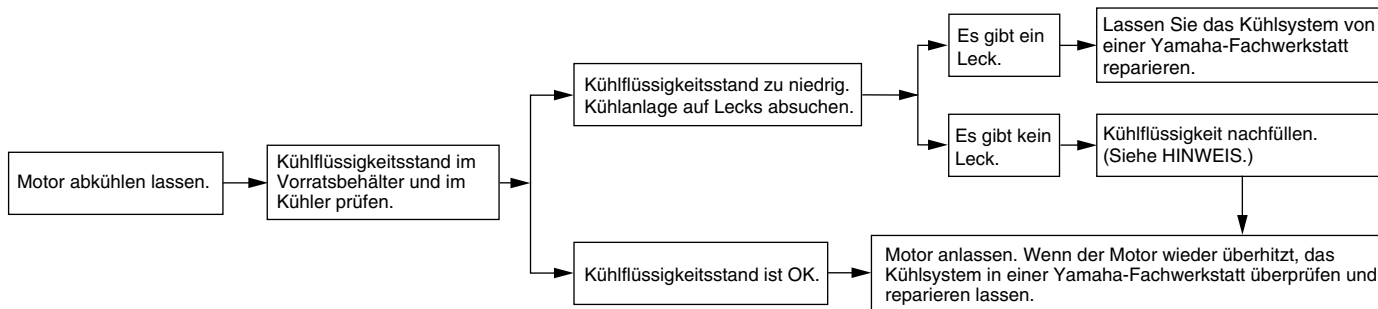 Motor abkühlen lassen.
Kühlflüssigkeitsstand im
Vorratsbehälter und im
Kühler prüfen.
Kühlflüssigkeitsstand zu niedrig.
Kühlanlage auf Lecks absuchen.
Es gibt ein
Leck.
Lassen Sie das Kühlsystem von
einer Yamaha-Fachwerkstatt
reparieren.
Es gibt kein
Leck.
Kühlflüssigkeit nachfüllen.
(Siehe HINWEIS.)
Kühlflüssigkeitsstand ist OK.
Motor anlassen. Wenn der Motor wieder überhitzt, das
Kühlsystem in einer Yamaha-Fachwerkstatt überprüfen und
reparieren lassen.